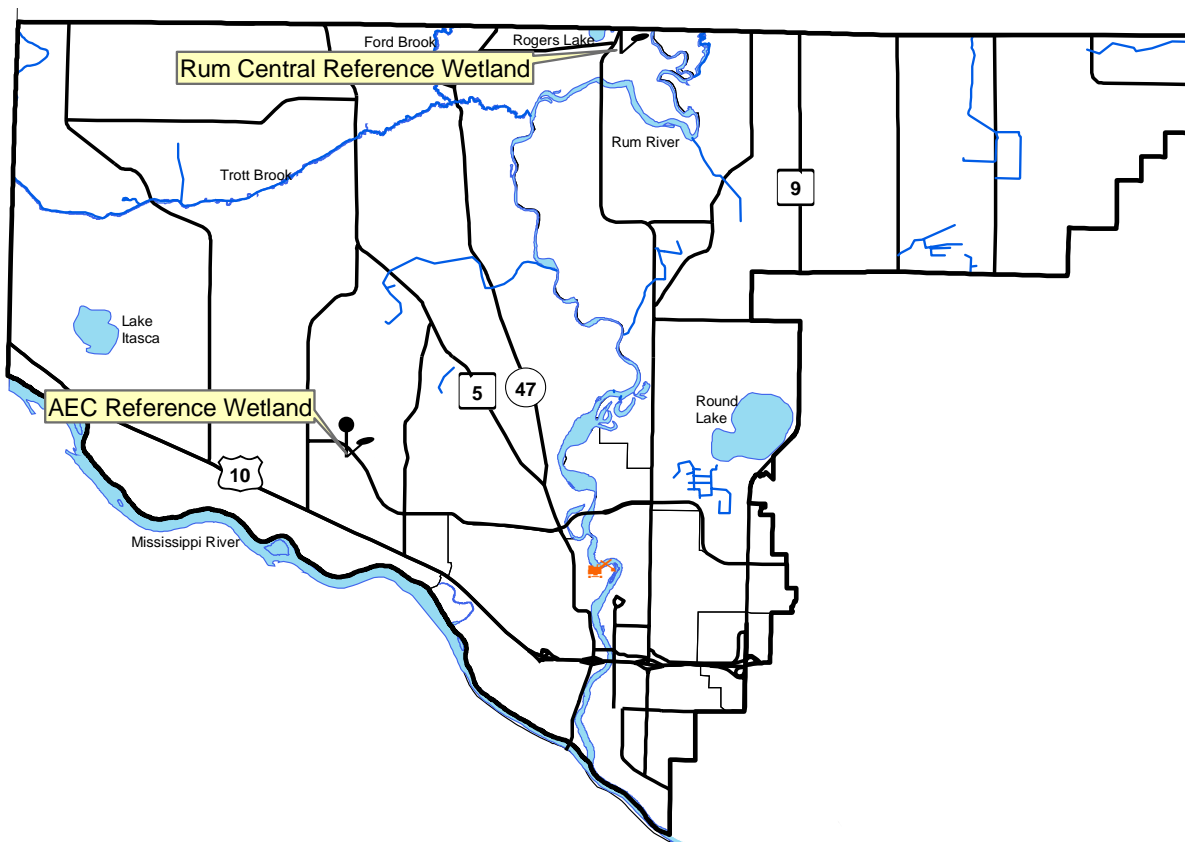 Ford Brook
Rogers Lake
Rum Central Reference Wetland
Rum River
Trott Brook
9
Lake
Itasca
5
47
AEC Reference Wetland
Round
Lake
10
Mississippi River